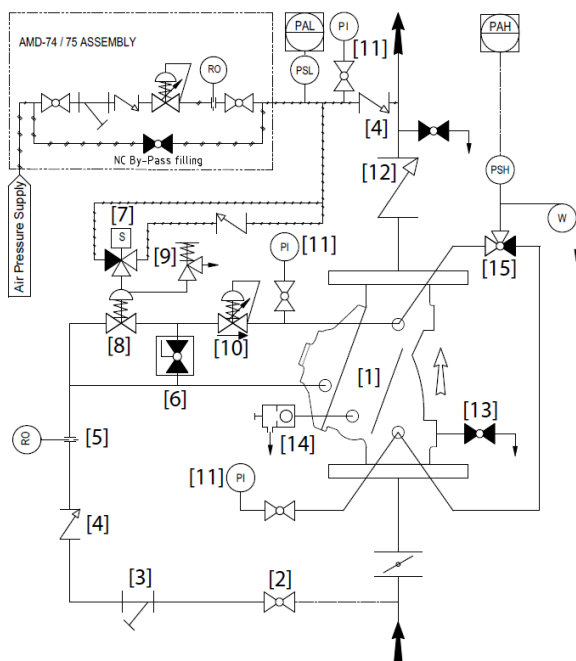 PAL
PI
[11]
PAH
AMD-74 / 75 ASSEMBLY
RO
PSL
[4]
NC By-Pass filling
[12]
PSH
Air Pressure Supply
[7]
S
[9]
PI
[11]
W
[15]
[8]
[10]
[1]
[6]
[13]
RO
[5]
[14]
[11]
PI
[4]
[3]
[2]